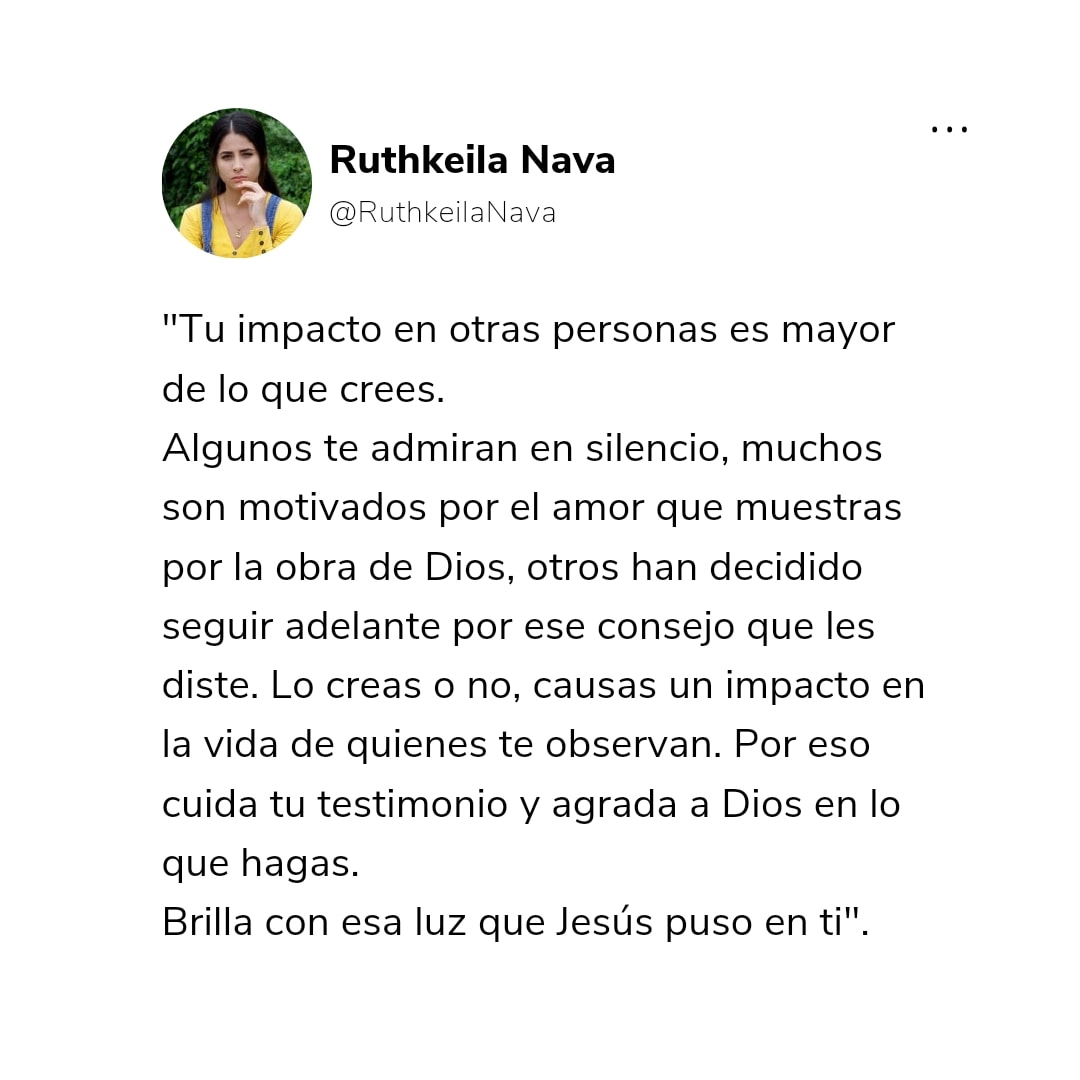 Ruthkeila Nava
...
@RuthkeilaNava
"Tu impacto en otras personas es mayor
de lo que crees.
Algunos te admiran en silencio, muchos
son motivados por el amor que muestras
por la obra de Dios, otros han decidido
seguir adelante por ese consejo que les
diste. Lo creas o no, causas un impacto en
la vida de quienes te observan. Por eso
cuida tu testimonio y agrada a Dios en lo
que hagas.
Brilla con esa luz que Jesús puso en ti".